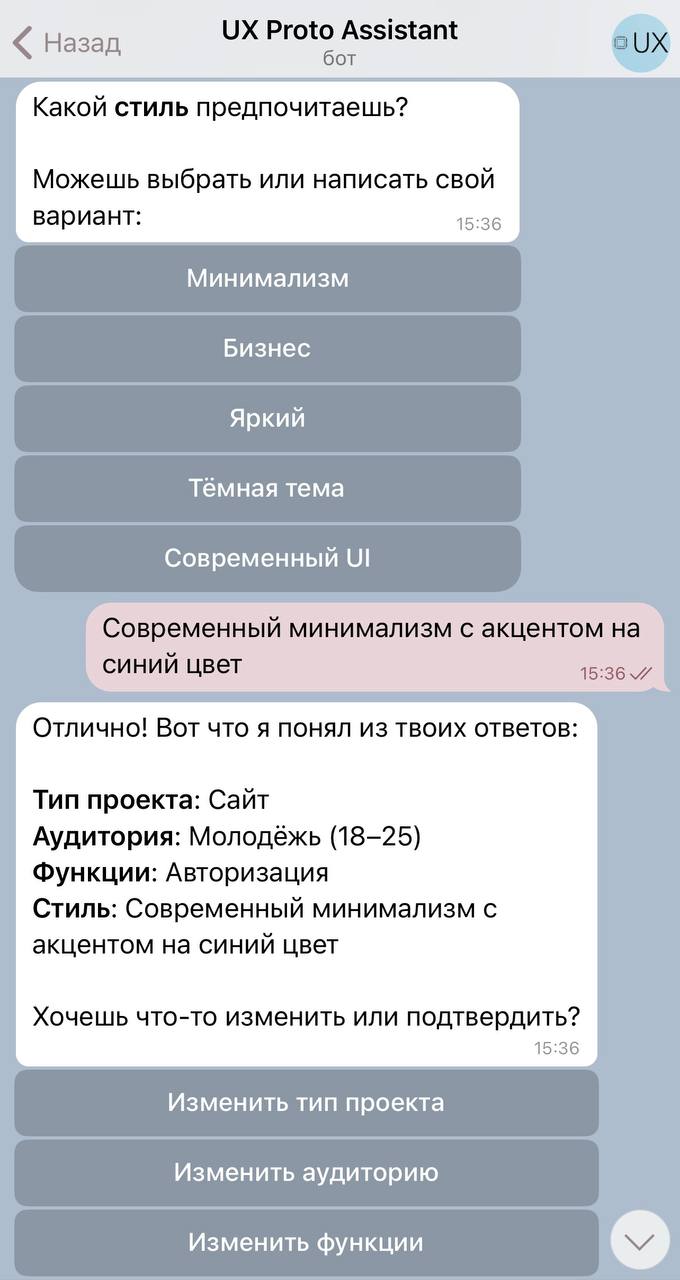 Назад
UX Proto Assistant
бот
UX
Какой стиль предпочитаешь?
Можешь выбрать или написать свой
вариант:
15:36
Минимализм
Бизнес
Яркий
Тёмная тема
Современный UI
Современный минимализм с акцентом на
синий цвет
15:36
Отлично! Вот что я понял из твоих ответов:
Тип проекта: Сайт
Аудитория: Молодёжь (18–25)
Функции: Авторизация
Стиль: Современный минимализм с
акцентом на синий цвет
Хочешь что-то изменить или подтвердить?
15:36
Изменить тип проекта
Изменить аудиторию
Изменить функции